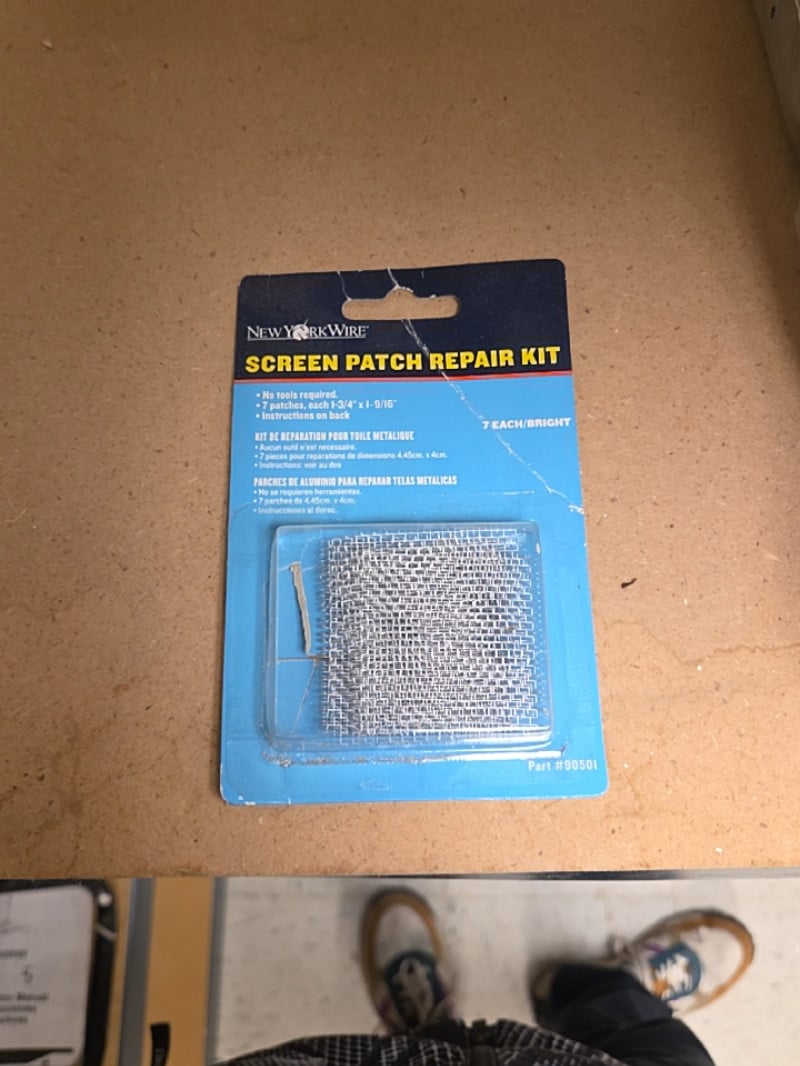 NEW YORK WIRE
SCREEN PATCH REPAIR KIT
• No tools required.
• 7 patches, each 1-3/4" x 1-9/16"
• Instructions on back
7 EACH/BRIGHT
KIT DE REPARATION POUR TOILE METALIQUE
• Aucun outil n'est necessaire.
• 7 pieces pour reparations de dimensions 4,45cm. x 4cm.
• Instructions: voir au dos
PARCHES DE ALUMINIO PARA REPARAR TELAS METALICAS
• No se requieren herramientas.
• 7 parches de 4,45cm. x 4cm.
• Instrucciones al dorso.
Part #90501